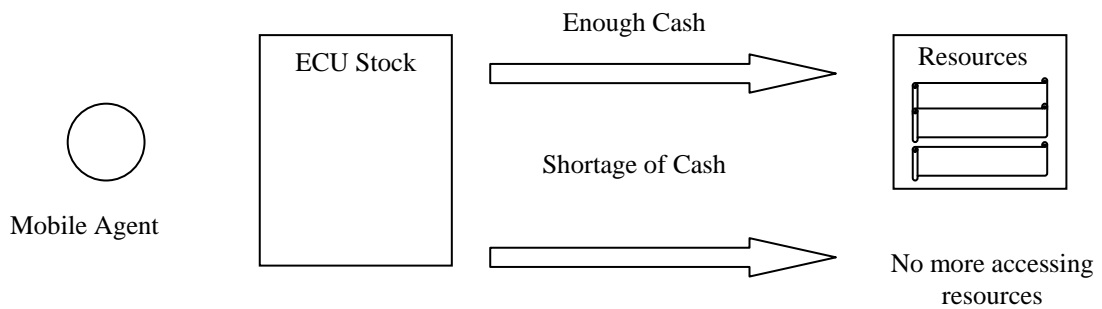 Enough Cash
ECU Stock
Resources
Shortage of Cash
Mobile Agent
No more accessing
resources